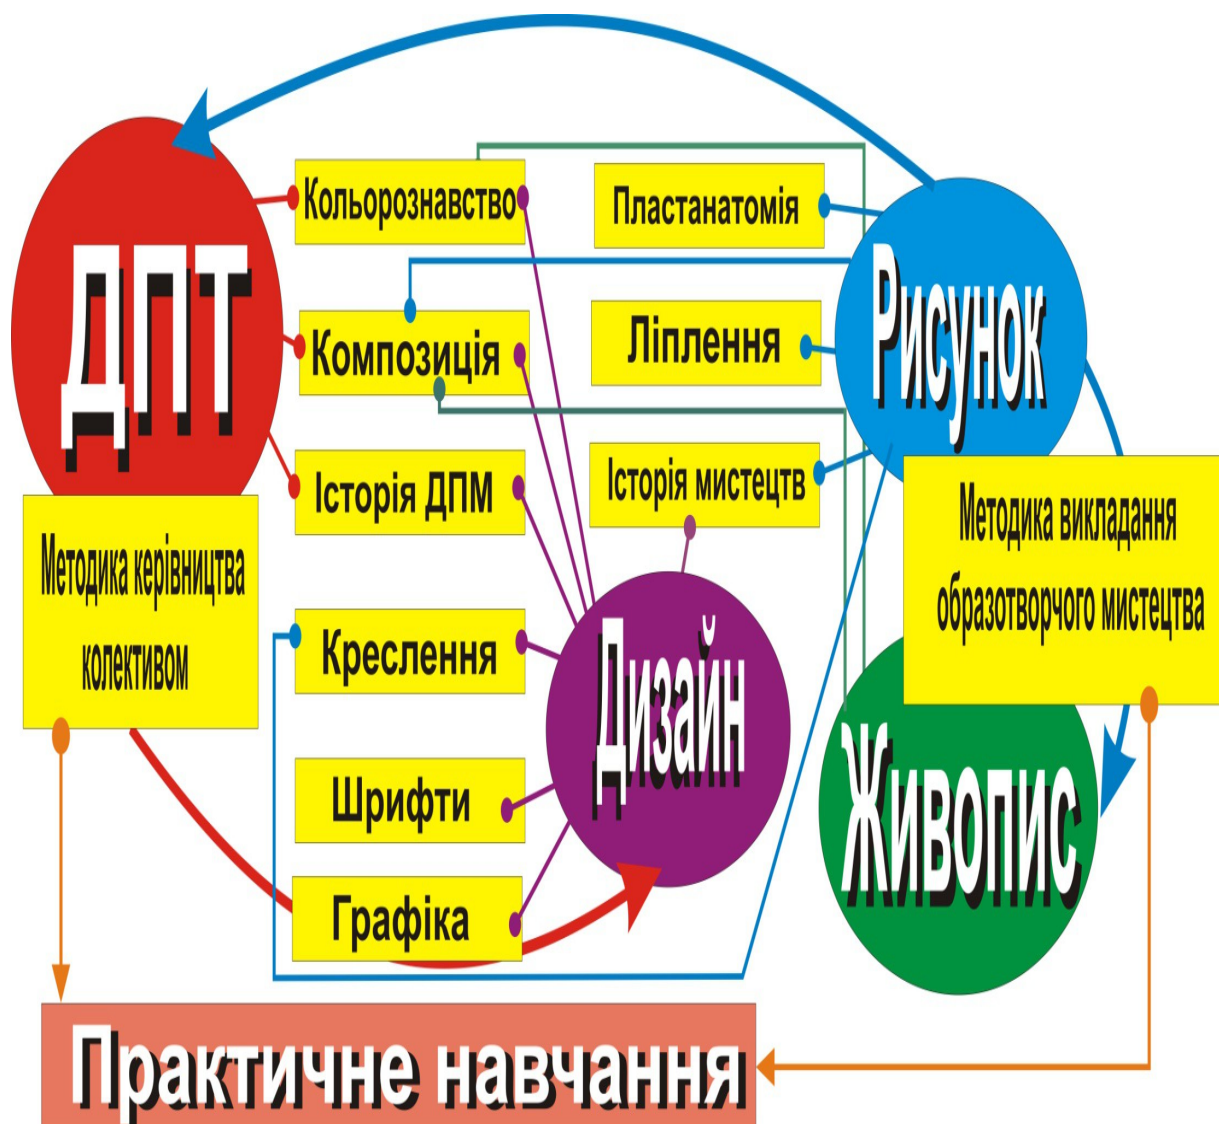 ДПТ
Методика керівництва
колективом
Кольорознавство
Композиція
Історія ДПМ
Креслення
Шрифти
Графіка
Пластанатомія
Ліплення
Історія мистецтв
Дизайн
Рисунок
Методика викладання
образотворчого мистецтва
Живопис
Практичне навчання